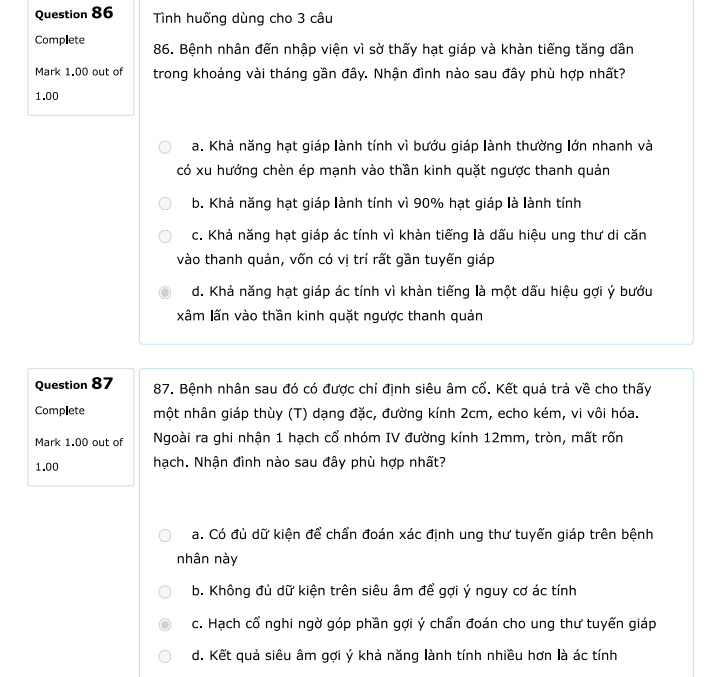 Question 86
Complete
Mark 1.00 out of
1.00
Tình huống dùng cho 3 câu
86. Bệnh nhân đến nhập viện vì sờ thấy hạt giáp và khàn tiếng tăng dần
trong khoảng vài tháng gần đây. Nhận định nào sau đây phù hợp nhất?
a. Khả năng hạt giáp lành tính vì bướu giáp lành thường lớn nhanh và
có xu hướng chèn ép mạnh vào thần kinh quặt ngược thanh quản
b. Khả năng hạt giáp lành tính vì 90% hạt giáp là lành tính
c. Khả năng hạt giáp ác tính vì khàn tiếng là dấu hiệu ung thư di căn
vào thanh quản, vốn có vị trí rất gần tuyến giáp
d. Khả năng hạt giáp ác tính vì khàn tiếng là một dấu hiệu gợi ý bướu
xâm lấn vào thần kinh quặt ngược thanh quản
Question 87
Complete
Mark 1.00 out of
1.00
87. Bệnh nhân sau đó có được chỉ định siêu âm cổ. Kết quả trả về cho thấy
một nhân giáp thùy (T) dạng đặc, đường kính 2cm, echo kém, vi vôi hóa.
Ngoài ra ghi nhận 1 hạch cổ nhóm IV đường kính 12mm, tròn, mất rốn
hạch. Nhận định nào sau đây phù hợp nhất?
a. Có đủ dữ kiện để chẩn đoán xác định ung thư tuyến giáp trên bệnh
nhân này
b. Không đủ dữ kiện trên siêu âm để gợi ý nguy cơ ác tính
c. Hạch cổ nghi ngờ góp phần gợi ý chẩn đoán cho ung thư tuyến giáp
d. Kết quả siêu âm gợi ý khả năng lành tính nhiều hơn là ác tính